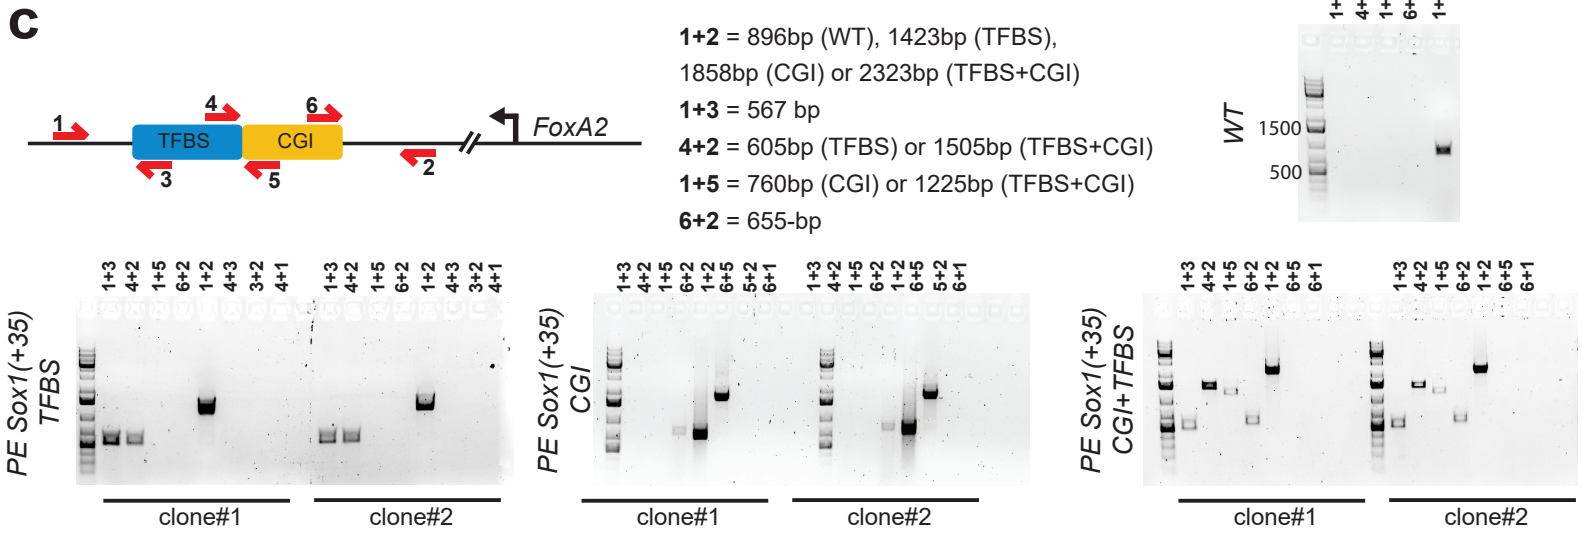 c
1+2 = 896bp (WT), 1423bp (TFBS),
1858bp (CGI) or 2323bp (TFBS+CGI)
1+3 = 567 bp
4+2 = 605bp (TFBS) or 1505bp (TFBS+CGI)
1+5 = 760bp (CGI) or 1225bp (TFBS+CGI)
6+2 = 655-bp
1 4 6
TFBS CGI FoxA2
3 5 2
1+ 4+ 1+ 6+ 1+
WT
1500
500
PE Sox1(+35)
TFBS
1+3 4+2 1+5 6+2 1+2 4+3 3+2 4+1
1+3 4+2 1+5 6+2 1+2 4+3 3+2 4+1
clone#1 clone#2
PE Sox1(+35)
CGI
1+3 4+2 1+5 6+2 1+2 6+5 5+2 6+1
1+3 4+2 1+5 6+2 1+2 6+5 5+2 6+1
clone#1 clone#2
PE Sox1(+35)
CGI+TFBS
1+3 4+2 1+5 6+2 1+2 6+5 6+1
1+3 4+2 1+5 6+2 1+2 6+5 6+1
clone#1 clone#2